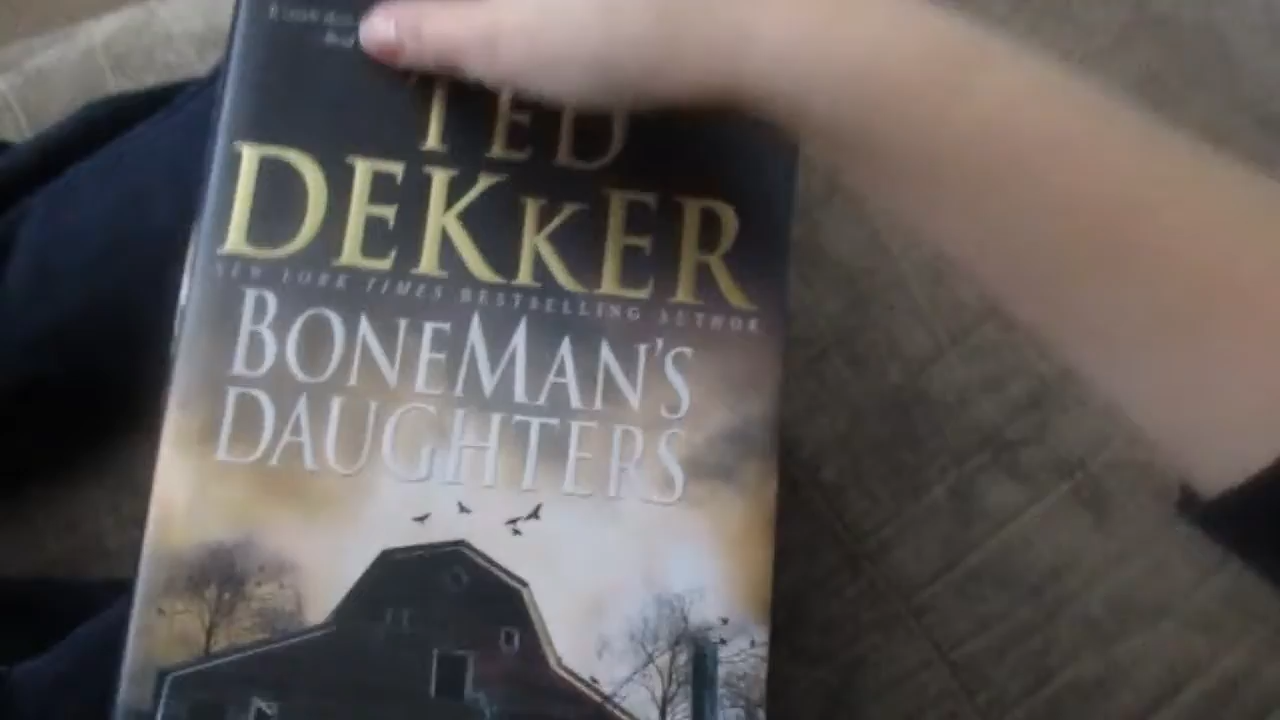 TED
DEKKER
NEW YORK TIMES BESTSELLING AUTHOR
BONEMAN'S
DAUGHTERS